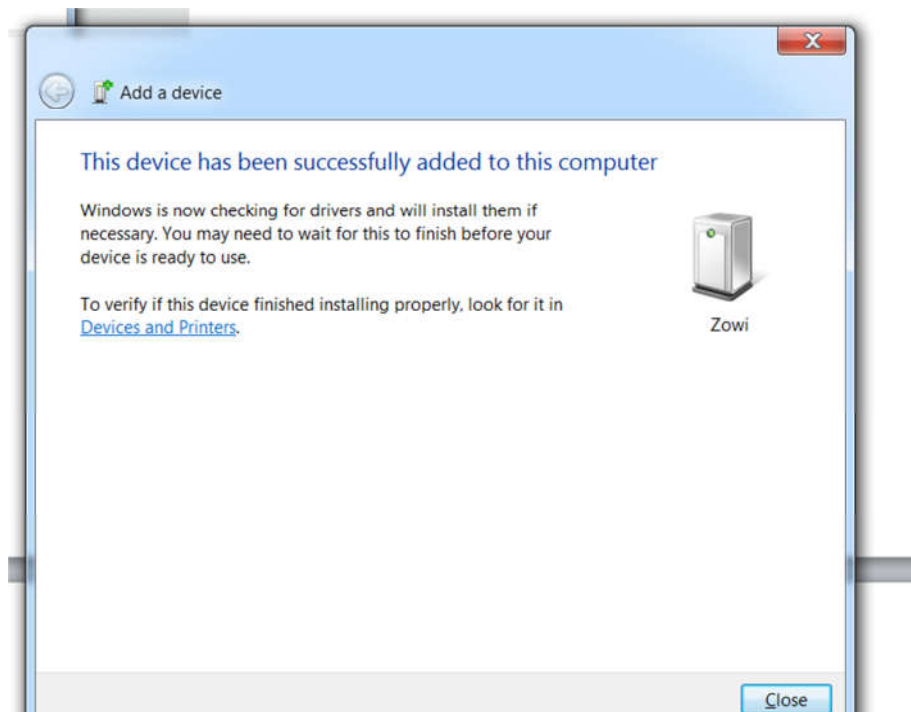 Add a device
This device has been successfully added to this computer
Windows is now checking for drivers and will install them if
necessary. You may need to wait for this to finish before your
device is ready to use.
To verify if this device finished installing properly, look for it in
Devices and Printers.
Zowi
Close